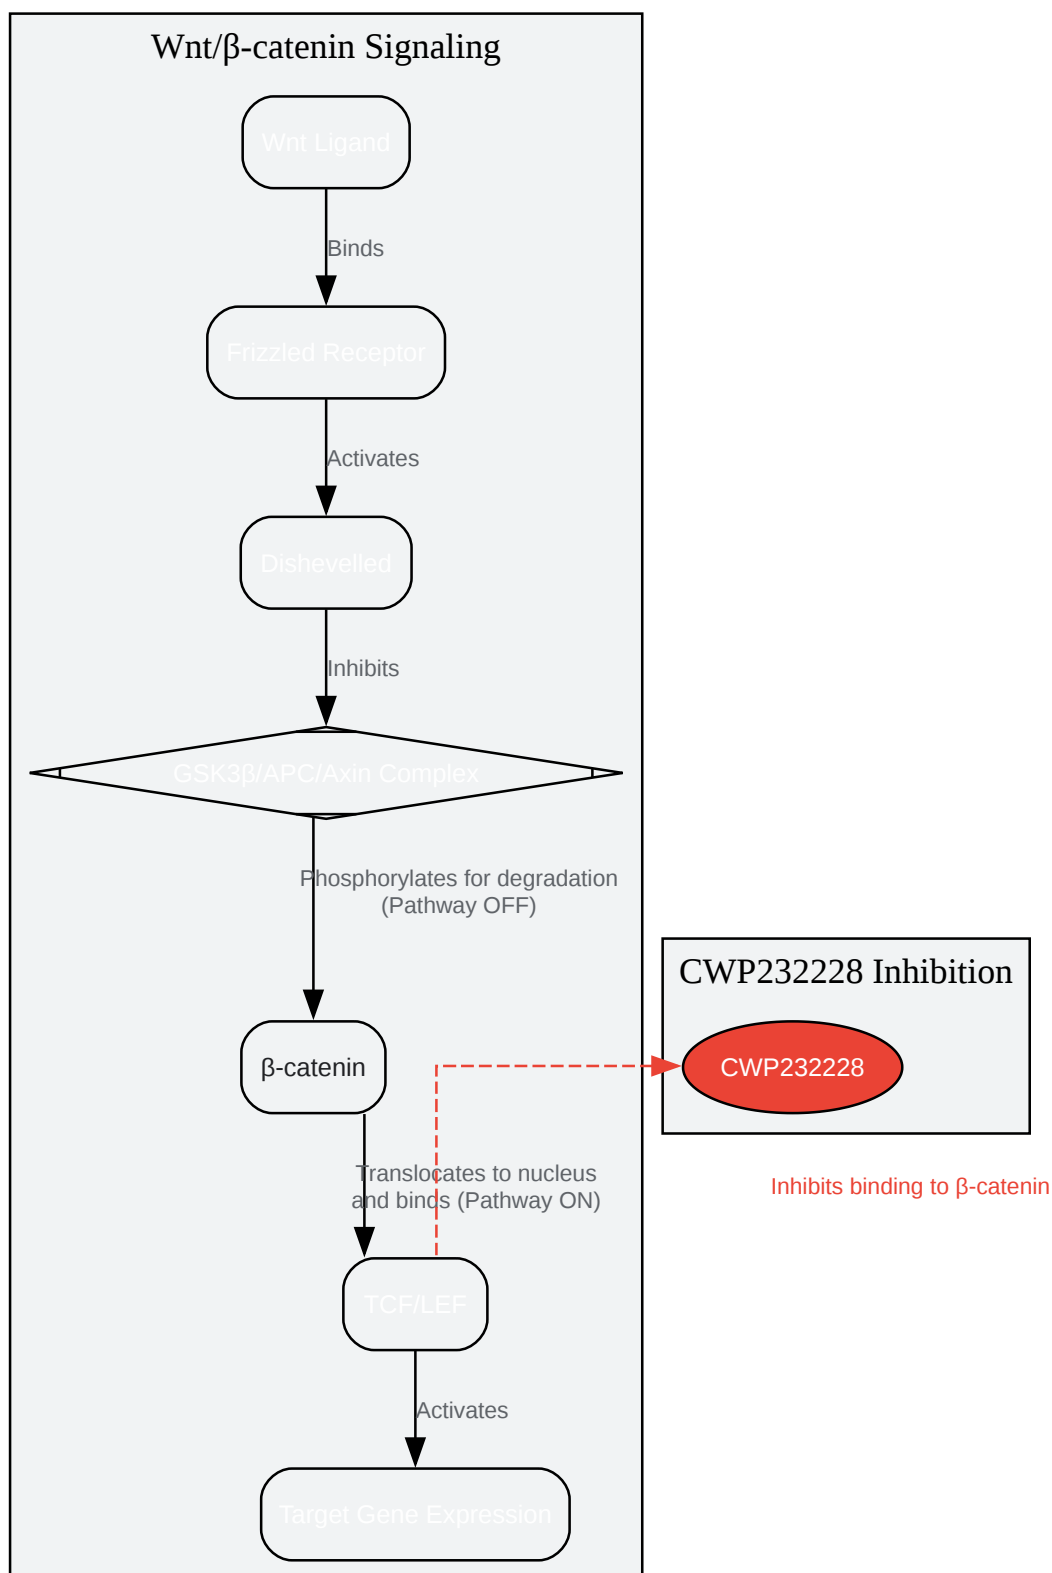 Wnt/β-catenin Signaling
Wnt Ligand
Binds
Frizzled Receptor
Activates
Dishevelled
Inhibits
GSK3β/APC/Axin Complex
Phosphorylates for degradation
(Pathway OFF)
β-catenin
Translocates to nucleus
and binds (Pathway ON)
TCF/LEF
Activates
Target Gene Expression
CWP232228 Inhibition
CWP232228
Inhibits binding to β-catenin